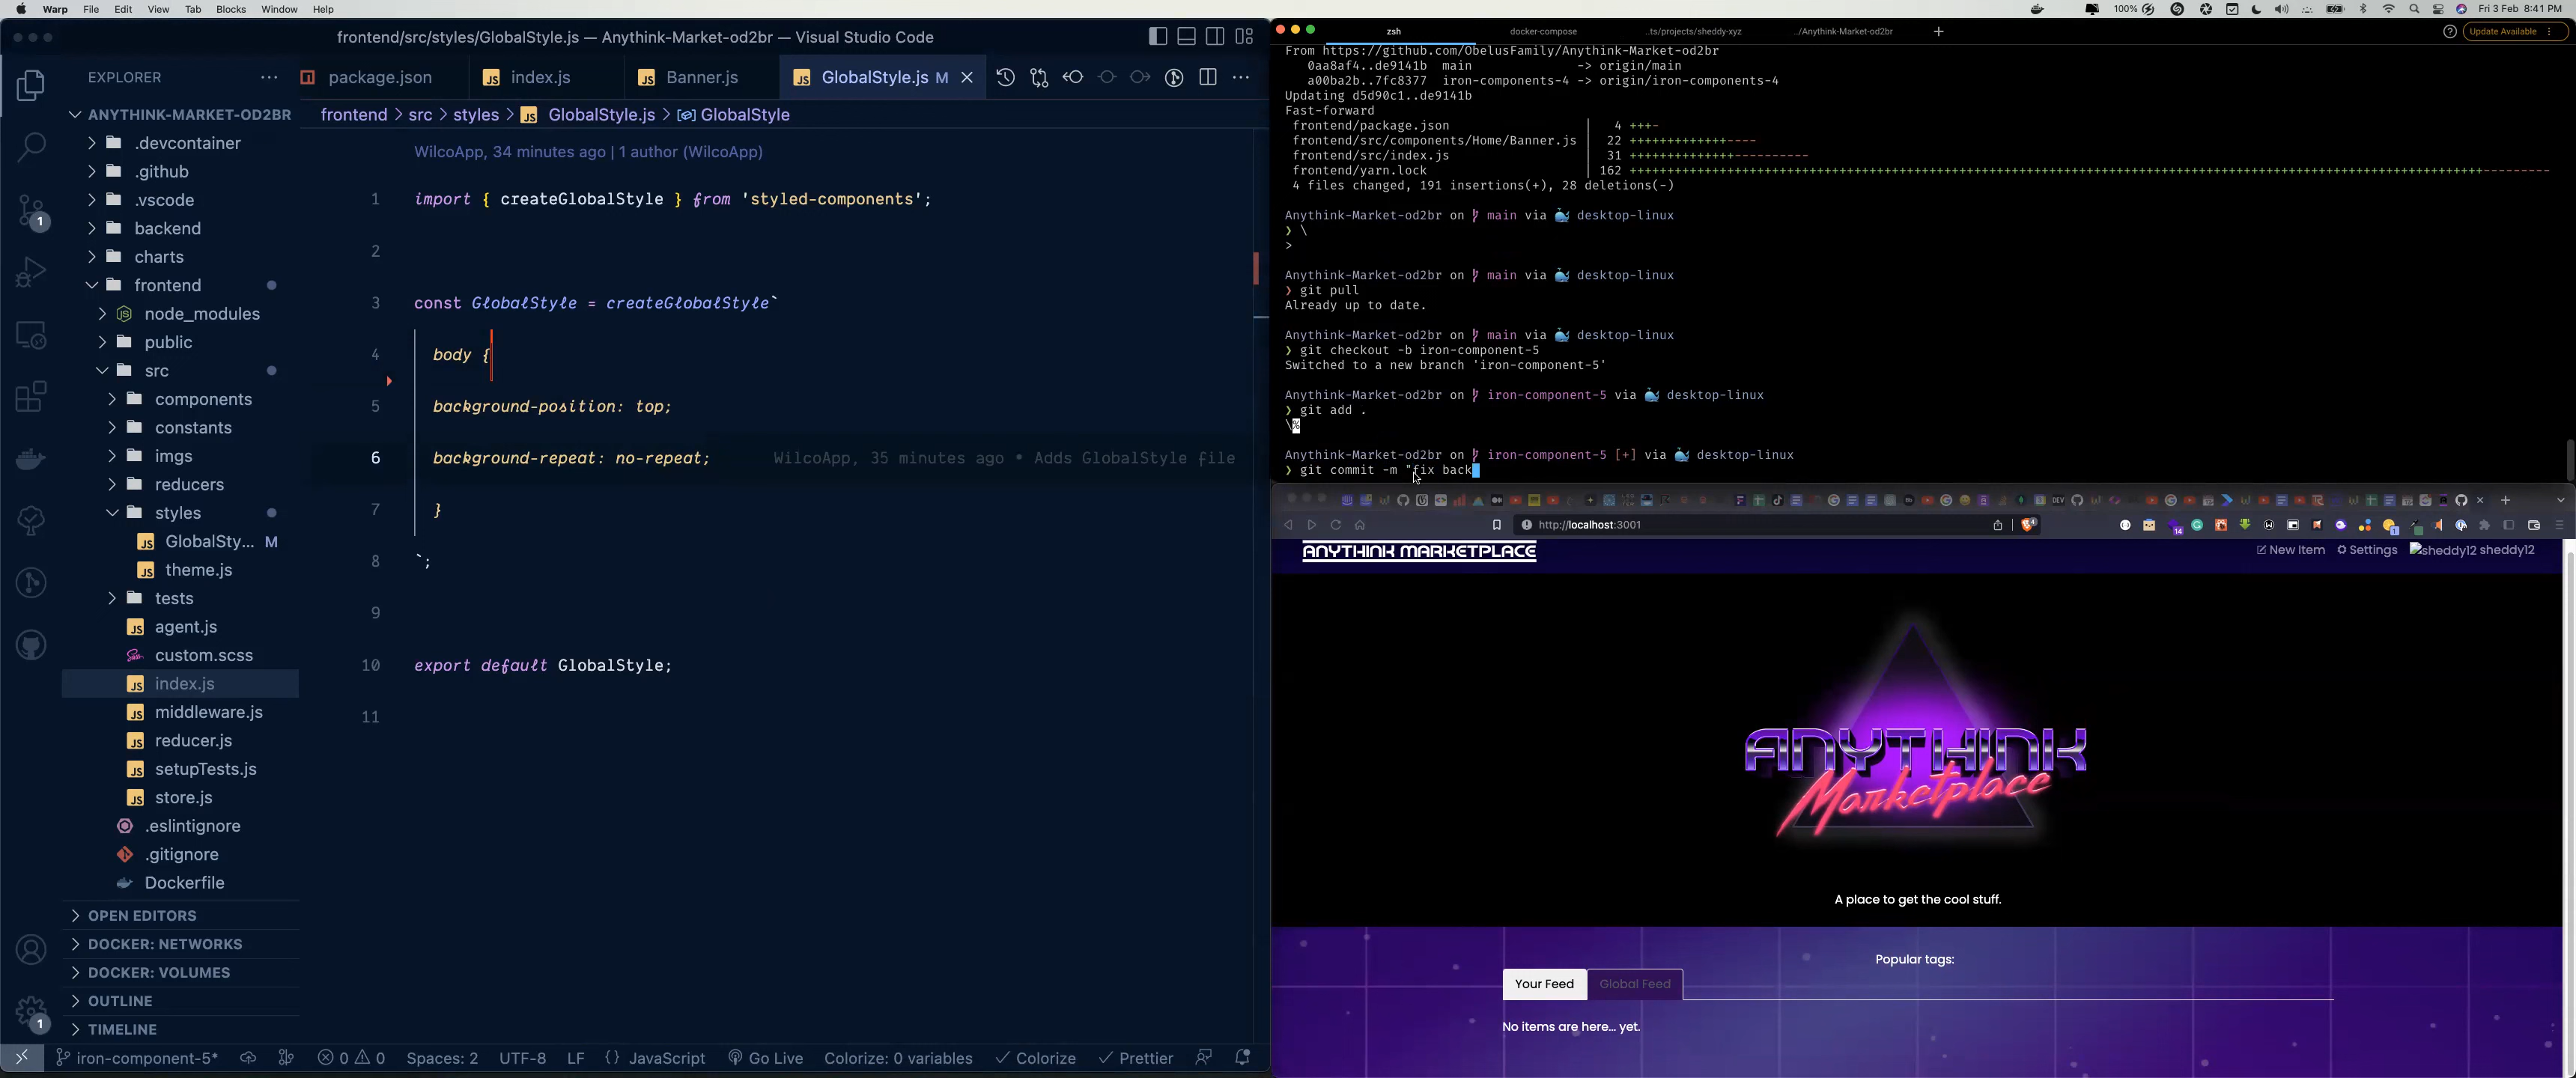 Warp File Edit View Tab Blocks Window Help
100% Fri 3 Feb 8:41 PM
frontend/src/styles/GlobalStyle.js — Anythink-Market-od2br — Visual Studio Code
EXPLORER
package.json
index.js
Banner.js
GlobalStyle.js M
frontend > src > styles > GlobalStyle.js > GlobalStyle
ANYTHINK-MARKET-OD2BR
.devcontainer
.github
.vscode
backend
charts
frontend
node_modules
public
src
components
constants
imgs
reducers
styles
GlobalSty... M
theme.js
tests
agent.js
custom.scss
index.js
middleware.js
reducer.js
setupTests.js
store.js
.eslintignore
.gitignore
Dockerfile
OPEN EDITORS
DOCKER: NETWORKS
DOCKER: VOLUMES
OUTLINE
TIMELINE
1
1
WilcoApp, 34 minutes ago | 1 author (WilcoApp)
1 import { createGlobalStyle } from 'styled-components';
2
3 const GlobalStyle = createGlobalStyle`
4 body {
5 background-position: top;
6 background-repeat: no-repeat; WilcoApp, 35 minutes ago • Adds GlobalStyle file
7 }
8 `;
9
10 export default GlobalStyle;
11
iron-component-5* 0 0 Spaces: 2 UTF-8 LF {} JavaScript Go Live Colorize: 0 variables Colorize Prettier
zsh
docker-compose
..ts/projects/sheddy-xyz
../Anythink-Market-od2br
Update Available
From https://github.com/ObelusFamily/Anythink-Market-od2br
0aa8af4..de9141b main -> origin/main
a00ba2b..7fc8377 iron-components-4 -> origin/iron-components-4
Updating d5d90c1..de9141b
Fast-forward
frontend/package.json | 4 +++-
frontend/src/components/Home/Banner.js | 22 +++++++++++++----
frontend/src/index.js | 31
frontend/yarn.lock | 162
4 files changed, 191 insertions(+), 28 deletions(-)
Anythink-Market-od2br on main via desktop-linux
❯ \
>
Anythink-Market-od2br on main via desktop-linux
❯ git pull
Already up to date.
Anythink-Market-od2br on main via desktop-linux
❯ git checkout -b iron-component-5
Switched to a new branch 'iron-component-5'
Anythink-Market-od2br on iron-component-5 via desktop-linux
❯ git add .
\%
Anythink-Market-od2br on iron-component-5 [+] via desktop-linux
❯ git commit -m "fix back
http://localhost:3001
ANYTHINK MARKETPLACE
New Item Settings sheddy12 sheddy12
ANYTHINK
Marketplace
A place to get the cool stuff.
Popular tags:
Your Feed Global Feed
No items are here... yet.